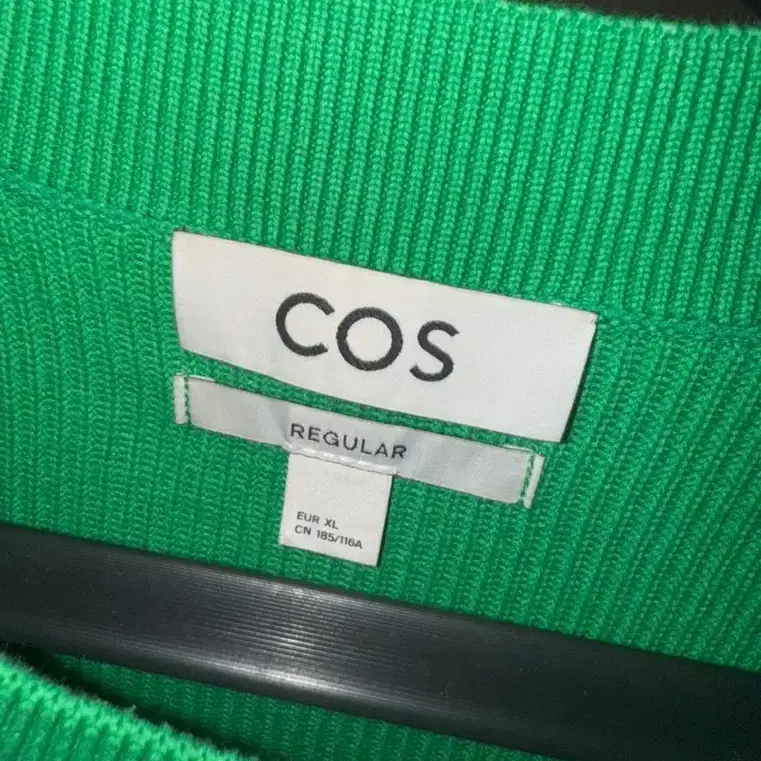 COS
REGULAR
EUR XL
CN 185/116A